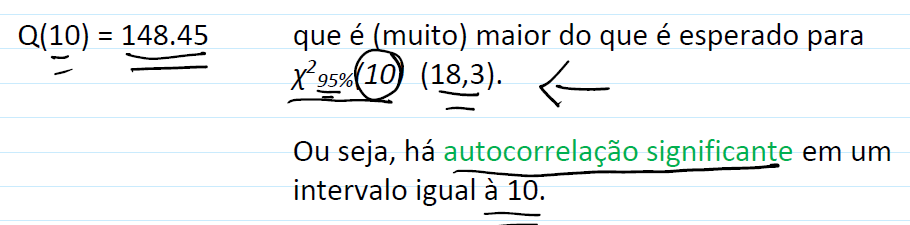 Q(10) = 148.45 que é (muito) maior do que é esperado para
χ²95%(10) (18,3).
Ou seja, há autocorrelação significante em um
intervalo igual à 10.